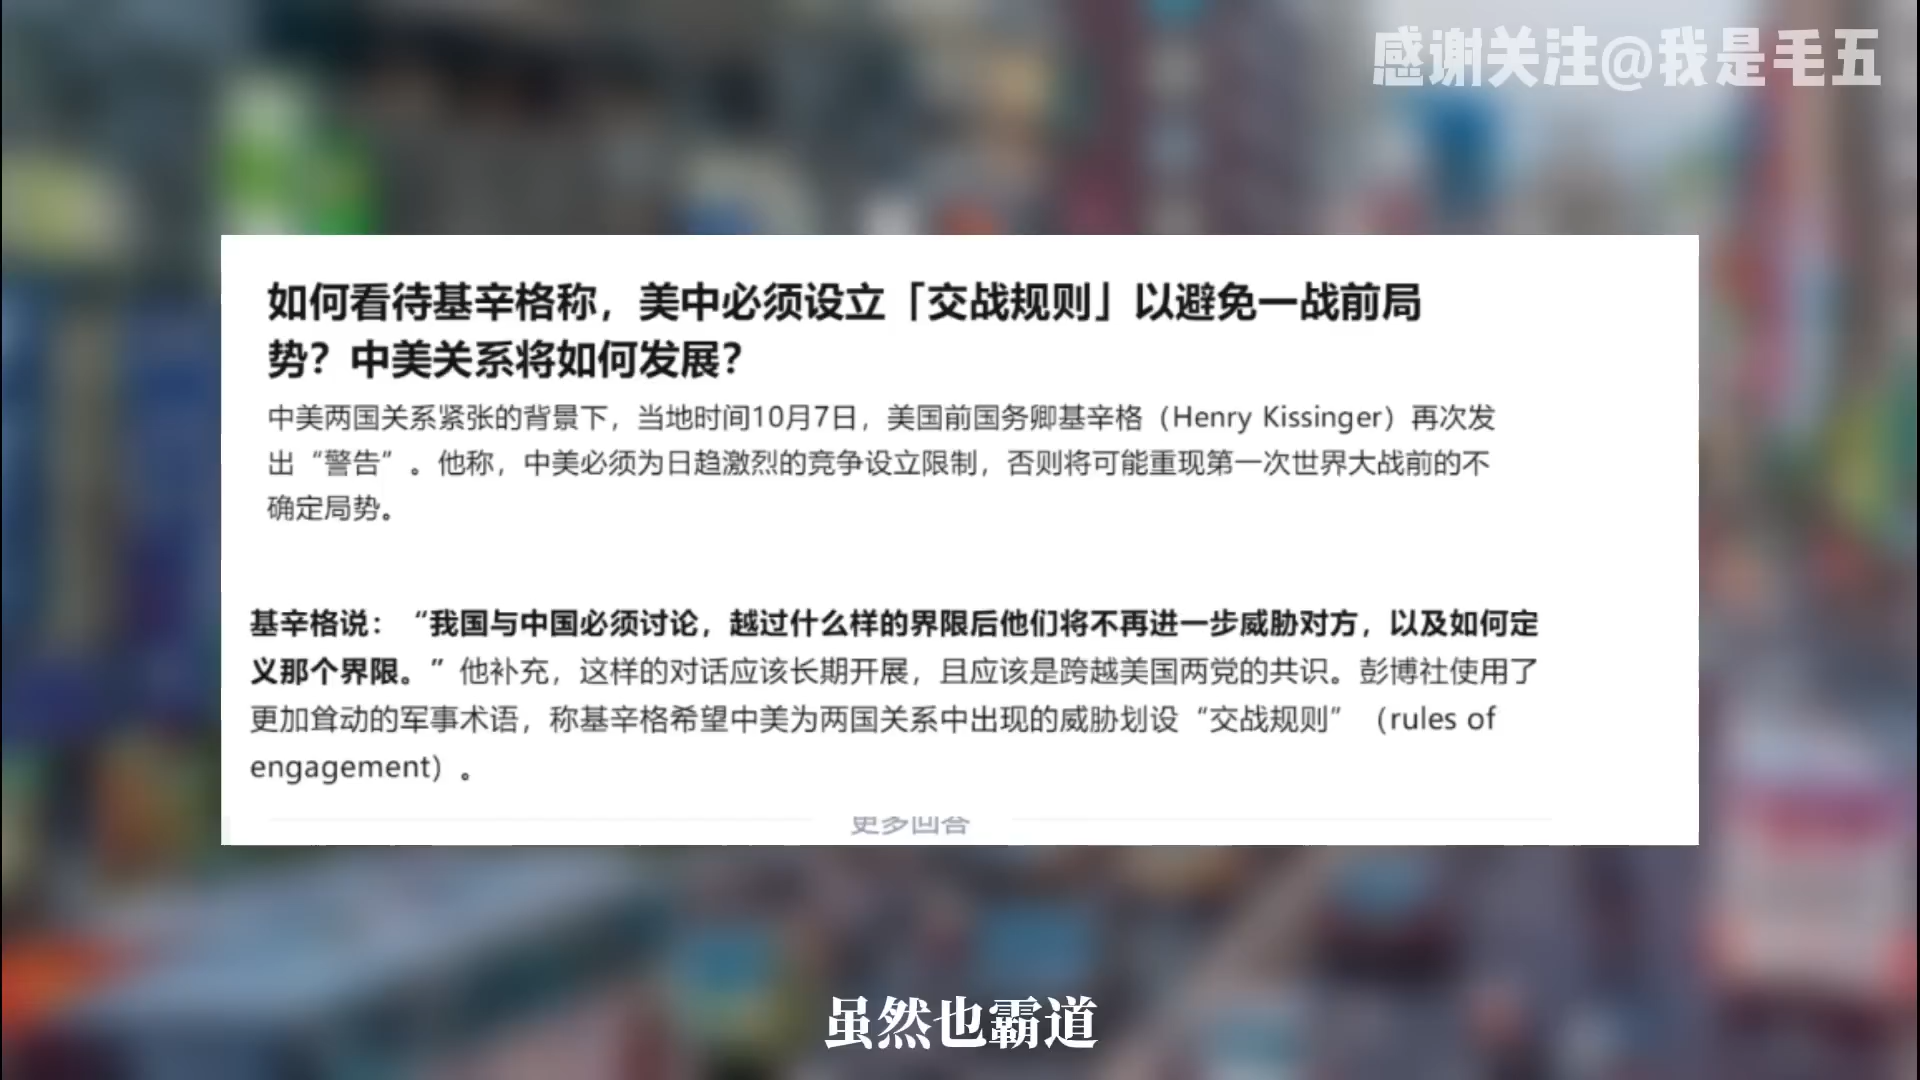 感谢关注@我是毛五
如何看待基辛格称，美中必须设立「交战规则」以避免一战前局
势？中美关系将如何发展？
中美两国关系紧张的背景下，当地时间10月7日，美国前国务卿基辛格（Henry Kissinger）再次发
出“警告”。他称，中美必须为日趋激烈的竞争设立限制，否则将可能重现第一次世界大战前的不
确定局势。
基辛格说：“我国与中国必须讨论，越过什么样的界限后他们将不再进一步威胁对方，以及如何定
义那个界限。”他补充，这样的对话应该长期开展，且应该是跨越美国两党的共识。彭博社使用了
更加耸动的军事术语，称基辛格希望中美为两国关系中出现的威胁划设“交战规则”（rules of
engagement）。
更多回答
虽然也霸道